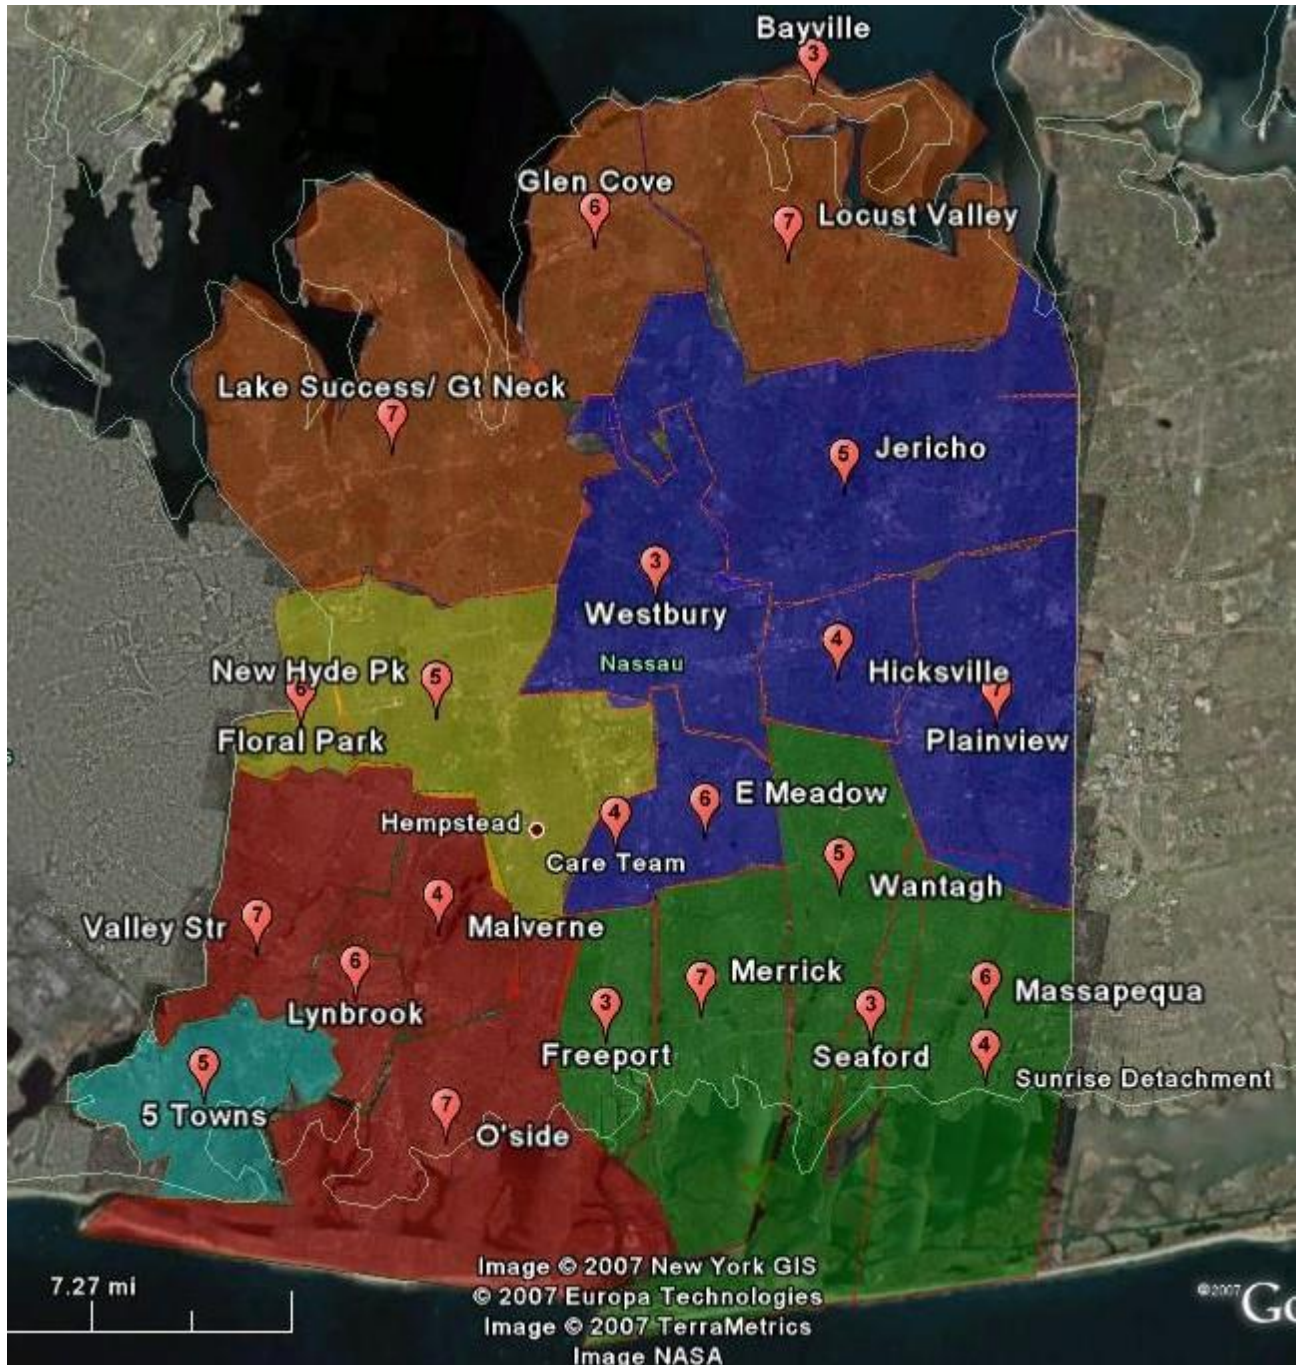 Bayville
3
Glen Cove
6
7
Locust Valley
Lake Success/ Gt Neck
7
5
Jericho
3
Westbury
Nassau
4
Hicksville
New Hyde Pk
5
6
7
Floral Park
Plainview
6
E Meadow
Hempstead
4
Care Team
5
Wantagh
4
Malverne
Valley Str
7
6
Lynbrook
7
Merrick
6
Massapequa
3
Freeport
3
Seaford
4
Sunrise Detachment
5
5 Towns
7
O'side
7.27 mi
Image © 2007 New York GIS
© 2007 Europa Technologies
Image © 2007 TerraMetrics
Image NASA
©2007 Go